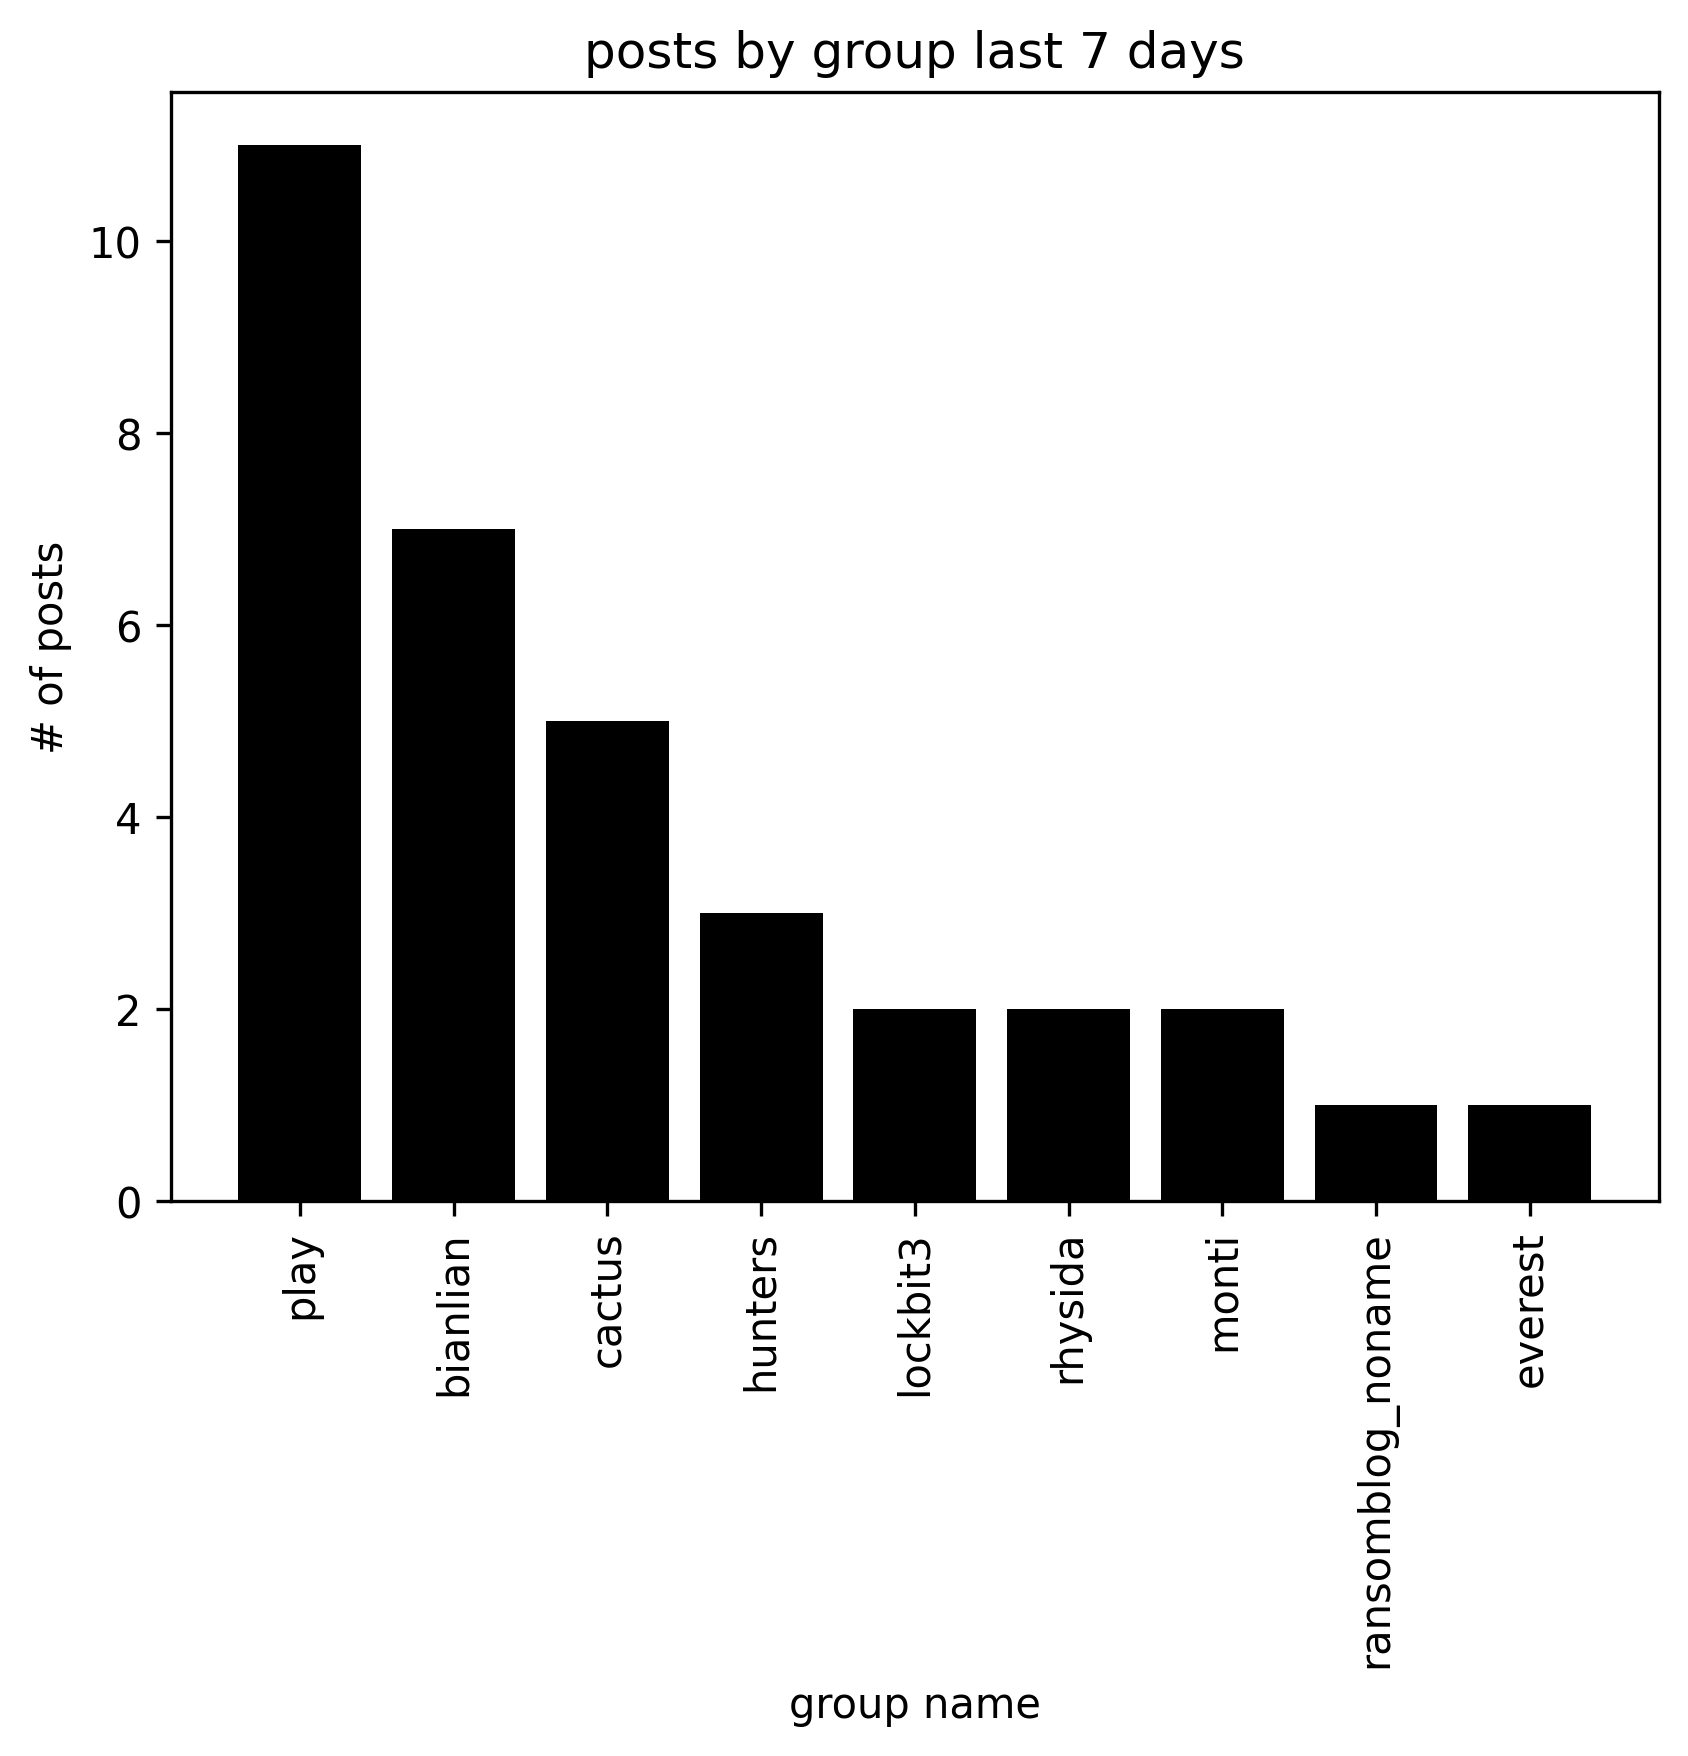 posts by group last 7 days
# of posts
10
8
6
4
2
0
play
bianlian
cactus
hunters
lockbit3
rhysida
monti
ransomblog_noname
everest
group name